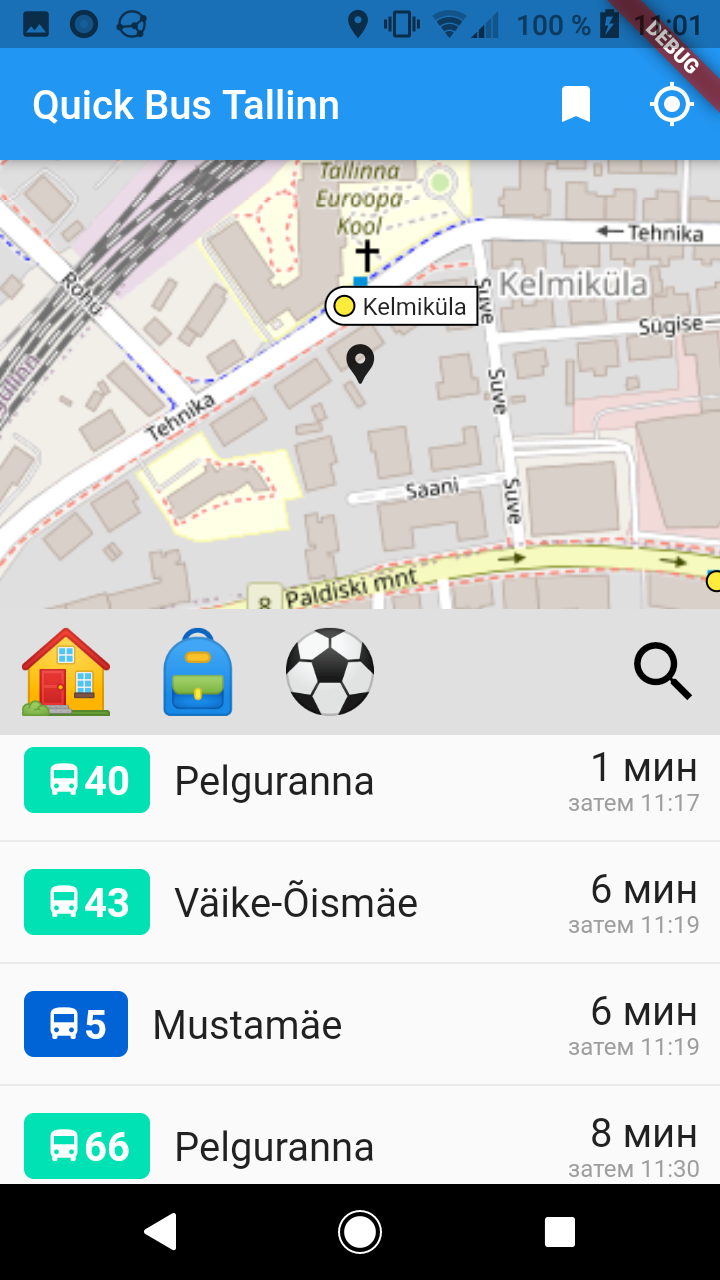 100 % 11:01
DEBUG
Quick Bus Tallinn
Tallinna
Euroopa
Kool
Tehnika
Rohu
Kelmiküla
Suve
Kelmiküla
Sügise
Suve
Tehnika
Saani
Suve
Paldiski mnt
8
40 Pelguranna 1 мин
затем 11:17
43 Väike-Õismäe 6 мин
затем 11:19
5 Mustamäe 6 мин
затем 11:19
66 Pelguranna 8 мин
затем 11:30